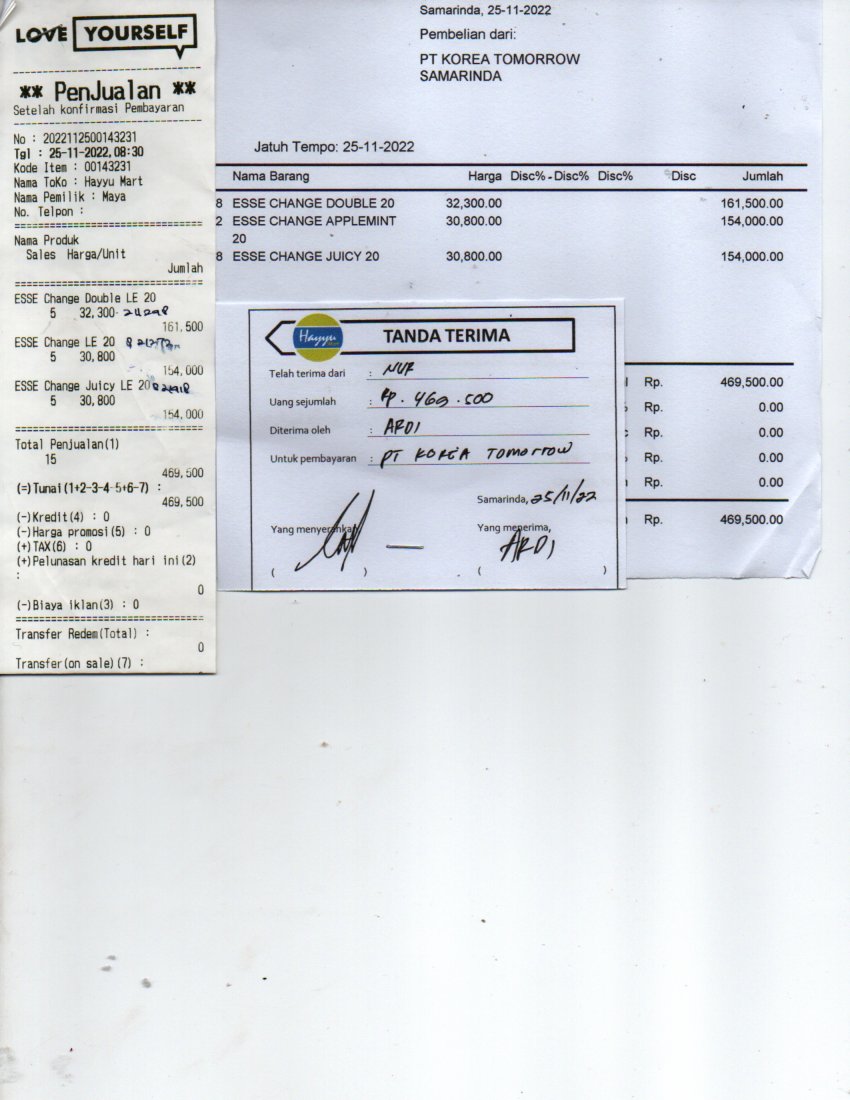 LOVE YOURSELF
** PenJualan **
Setelah konfirmasi Pembayaran
No : 2022112500143231
Tgl : 25-11-2022, 08:30
Kode Item : 00143231
Nama ToKo : Hayyu Mart
Nama Pemilik : Maya
No. Telpon :
Nama Produk
Sales Harga/Unit
Jumlah
ESSE Change Double LE 20
5 32,300
161,500
ESSE Change LE 20
5 30,800
154,000
ESSE Change Juicy LE 20
5 30,800
154,000
Total Penjualan(1)
15
469,500
(=)Tunai(1+2-3-4-5+6-7) :
469,500
(-)Kredit(4) : 0
(-)Harga promosi(5) : 0
(+)TAX(6) : 0
(+)Pelunasan kredit hari ini(2)
:
0
(-)Biaya iklan(3) : 0
Transfer Redem(Total) :
0
Transfer(on sale)(7) :
Samarinda, 25-11-2022
Pembelian dari:
PT KOREA TOMORROW
SAMARINDA
Jatuh Tempo: 25-11-2022
Nama Barang Harga Disc% Disc% Disc% Disc Jumlah
8 ESSE CHANGE DOUBLE 20 32,300.00 161,500.00
2 ESSE CHANGE APPLEMINT 30,800.00 154,000.00
20
8 ESSE CHANGE JUICY 20 30,800.00 154,000.00
Rp. 469,500.00
Rp. 0.00
Rp. 0.00
Rp. 0.00
Rp. 0.00
Rp. 469,500.00
Hayyu
TANDA TERIMA
Telah terima dari : NUR
Uang sejumlah : Rp. 469.500
Diterima oleh : ARDI
Untuk pembayaran : PT KOREA TOMORROW
Samarinda, 25/11/22
Yang menyerahkan Yang menerima,
ARDI
( ) ( )